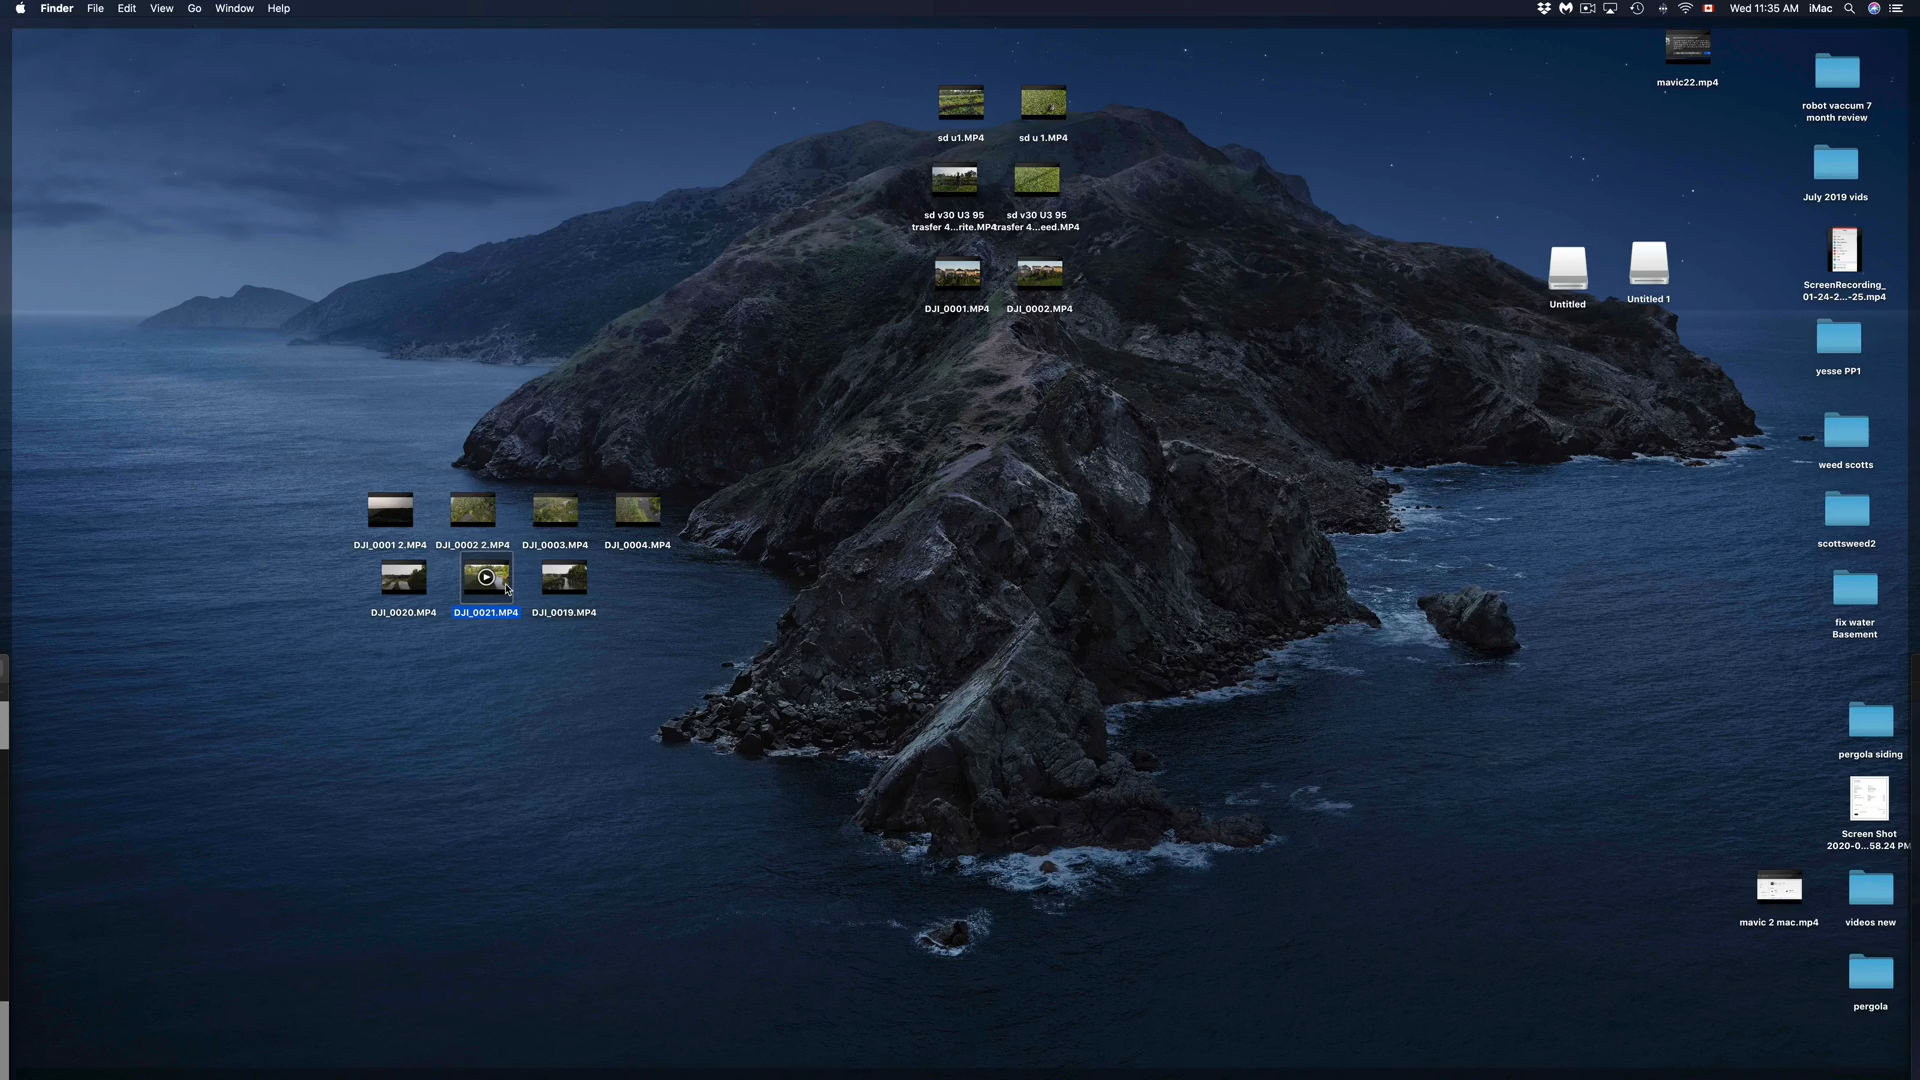 Finder File Edit View Go Window Help
Wed 11:35 AM iMac
mavic22.mp4
robot vaccum 7
month review
sd u1.MP4
sd u 1.MP4
July 2019 vids
sd v30 U3 95
trasfer 4...rite.MP4
sd v30 U3 95
trasfer 4...eed.MP4
ScreenRecording_
01-24-2...-25.mp4
Untitled
Untitled 1
DJI_0001.MP4
DJI_0002.MP4
yesse PP1
weed scotts
DJI_0001 2.MP4
DJI_0002 2.MP4
DJI_0003.MP4
DJI_0004.MP4
scottsweed2
DJI_0020.MP4
DJI_0021.MP4
DJI_0019.MP4
fix water
Basement
pergola siding
Screen Shot
2020-0...58.24 PM
mavic 2 mac.mp4
videos new
pergola